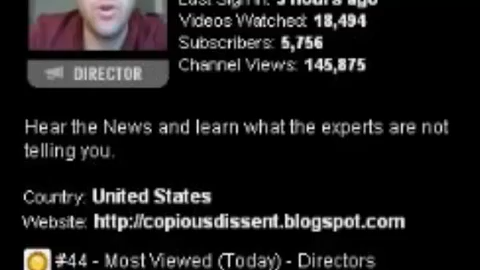 Last Sign In: 3 hours ago
Videos Watched: 18,494
Subscribers: 5,756
Channel Views: 145,875
DIRECTOR
Hear the News and learn what the experts are not
telling you.
Country: United States
Website: http://copiousdissent.blogspot.com
#44 - Most Viewed (Today) - Directors